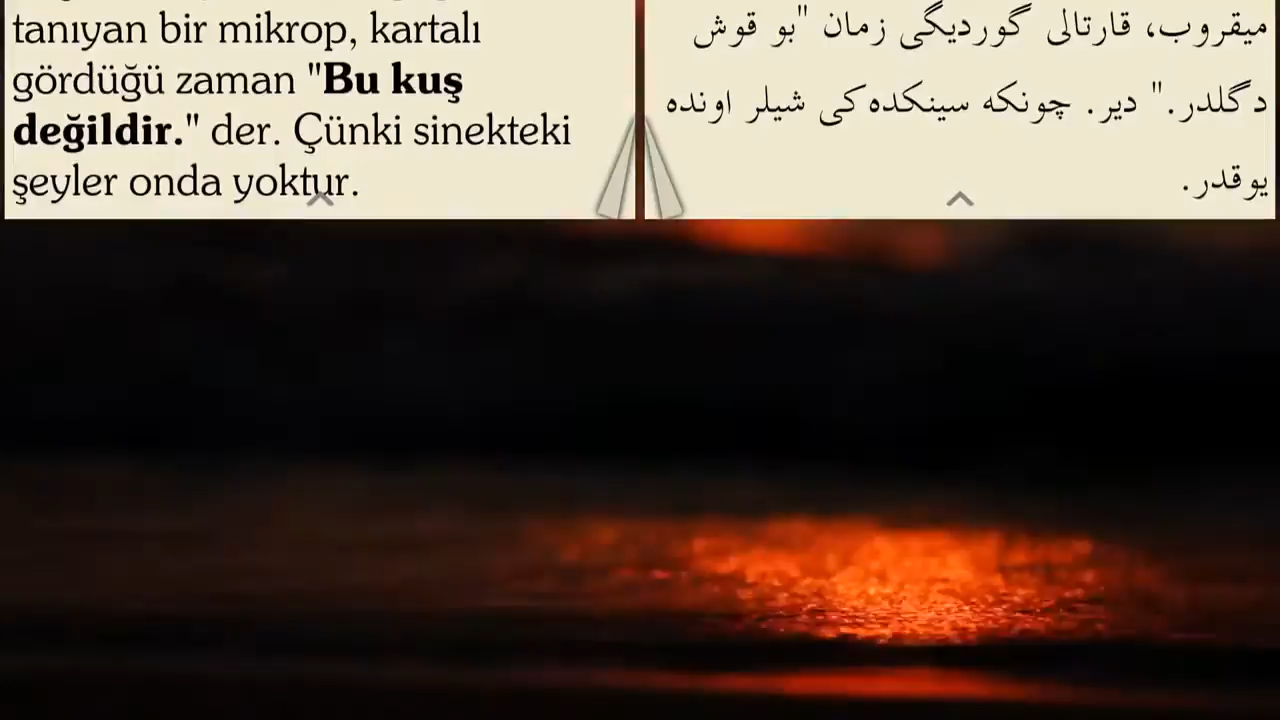 tanıyan bir mikrop, kartalı
gördüğü zaman "Bu kuş
değildir." der. Çünki sinekteki
şeyler onda yoktur.
میقروب، قارتالی گوردیگی زمان "بو قوش
دگلدر." دیر. چونکه سینکده‌کی شیلر اونده
یوقدر.